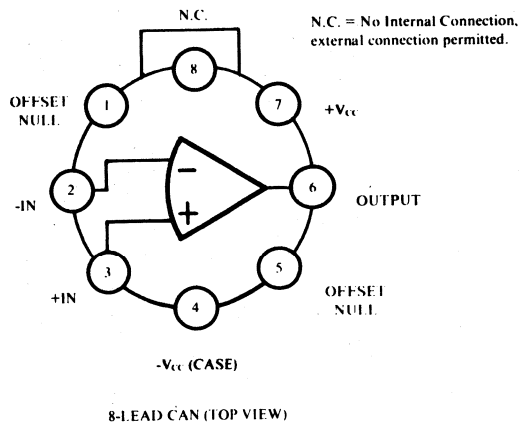 N.C.
N.C. = No Internal Connection,
external connection permitted.
8
OFFSET
NULL
1
7
+Vcc
−
2
-IN
6
OUTPUT
+
3
+IN
5
OFFSET
NULL
4
-Vcc (CASE)
8-LEAD CAN (TOP VIEW)